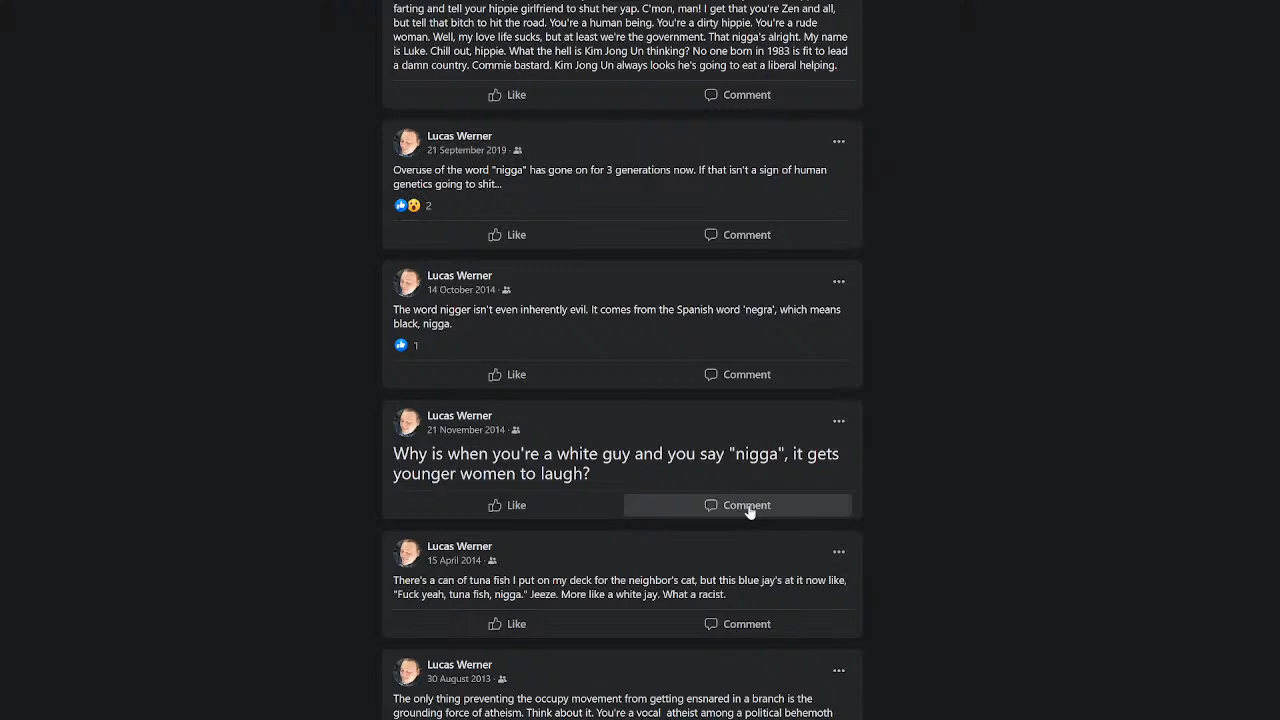 farting and tell your hippie girlfriend to shut her yap. C'mon, man! I get that you're Zen and all,
but tell that bitch to hit the road. You're a human being. You're a dirty hippie. You're a rude
woman. Well, my love life sucks, but at least we're the government. That nigga's alright. My name
is Luke. Chill out, hippie. What the hell is Kim Jong Un thinking? No one born in 1983 is fit to lead
a damn country. Commie bastard. Kim Jong Un always looks he's going to eat a liberal helping.
Like
Comment
Lucas Werner
21 September 2019 ·
Overuse of the word "nigga" has gone on for 3 generations now. If that isn't a sign of human
genetics going to shit...
2
Like
Comment
Lucas Werner
14 October 2014 ·
The word nigger isn't even inherently evil. It comes from the Spanish word 'negra', which means
black, nigga.
1
Like
Comment
Lucas Werner
21 November 2014 ·
Why is when you're a white guy and you say "nigga", it gets
younger women to laugh?
Like
Comment
Lucas Werner
15 April 2014 ·
There's a can of tuna fish I put on my deck for the neighbor's cat, but this blue jay's at it now like,
"Fuck yeah, tuna fish, nigga." Jeeze. More like a white jay. What a racist.
Like
Comment
Lucas Werner
30 August 2013 ·
The only thing preventing the occupy movement from getting ensnared in a branch is the
grounding force of atheism. Think about it. You're a vocal atheist among a political behemoth